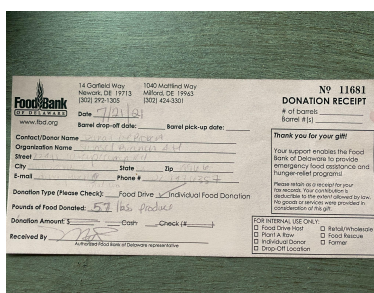 Food Bank
OF DELAWARE
www.fbd.org
14 Garfield Way
Newark, DE 19713
(302) 292-1305
1040 Mattlind Way
Milford, DE 19963
(302) 424-3301
Nº 11681
DONATION RECEIPT
# of barrels
Barrel #(s)
Date 7/21/21
Barrel drop-off date: Barrel pick-up date:
Contact/Donor Name
Organization Name
Street
City State Zip
E-mail Phone #
Donation Type (Please Check): Food Drive ✓ Individual Food Donation
Pounds of Food Donated: 57 lbs produce
Donation Amount: $ Cash Check (#
Received By
Authorized Food Bank of Delaware representative
Thank you for your gift!
Your support enables the Food
Bank of Delaware to provide
emergency food assistance and
hunger-relief programs!
Please retain as a receipt for your
tax records. Your contribution is
deductible to the extent allowed by law.
No goods or services were provided in
consideration of this gift.
FOR INTERNAL USE ONLY:
□ Food Drive Host □ Retail/Wholesale
□ Plant A Row □ Food Rescue
□ Individual Donor □ Farmer
□ Drop-Off Location